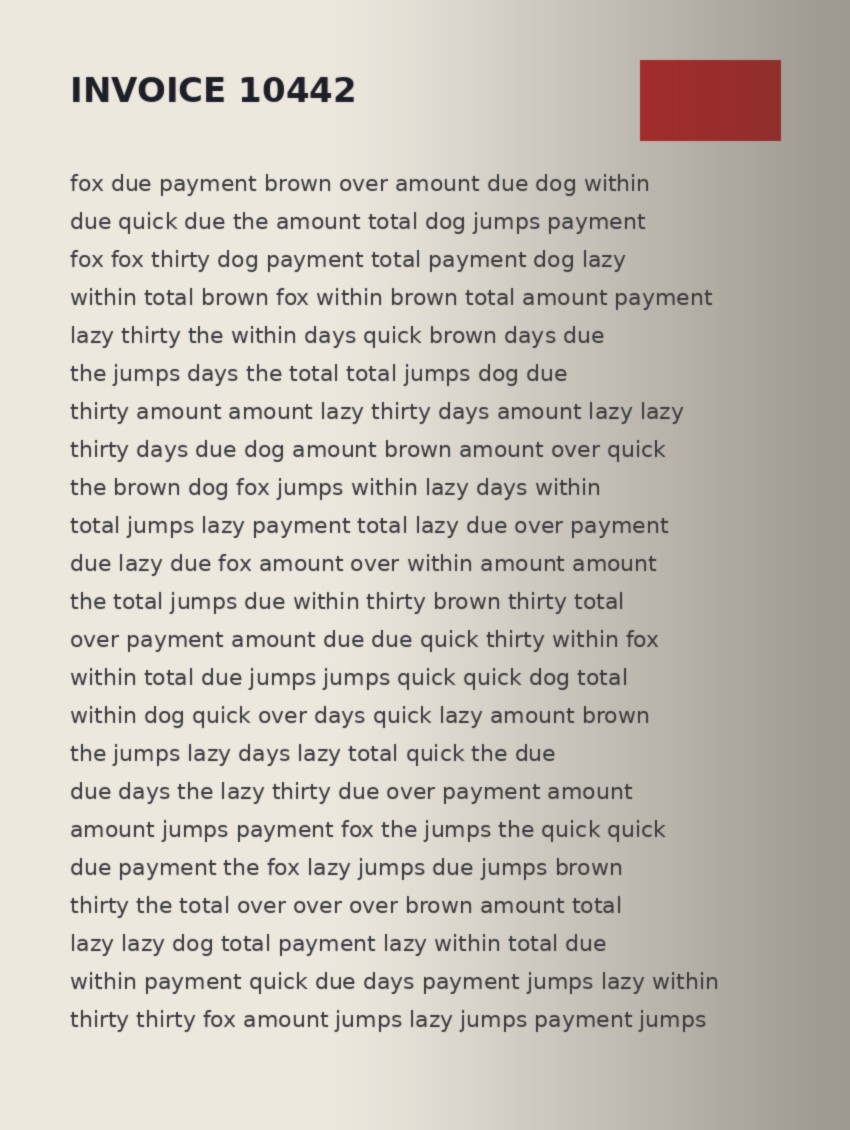 INVOICE 10442
fox due payment brown over amount due dog within
due quick due the amount total dog jumps payment
fox fox thirty dog payment total payment dog lazy
within total brown fox within brown total amount payment
lazy thirty the within days quick brown days due
the jumps days the total total jumps dog due
thirty amount amount lazy thirty days amount lazy lazy
thirty days due dog amount brown amount over quick
the brown dog fox jumps within lazy days within
total jumps lazy payment total lazy due over payment
due lazy due fox amount over within amount amount
the total jumps due within thirty brown thirty total
over payment amount due due quick thirty within fox
within total due jumps jumps quick quick dog total
within dog quick over days quick lazy amount brown
the jumps lazy days lazy total quick the due
due days the lazy thirty due over payment amount
amount jumps payment fox the jumps the quick quick
due payment the fox lazy jumps due jumps brown
thirty the total over over over brown amount total
lazy lazy dog total payment lazy within total due
within payment quick due days payment jumps lazy within
thirty thirty fox amount jumps lazy jumps payment jumps